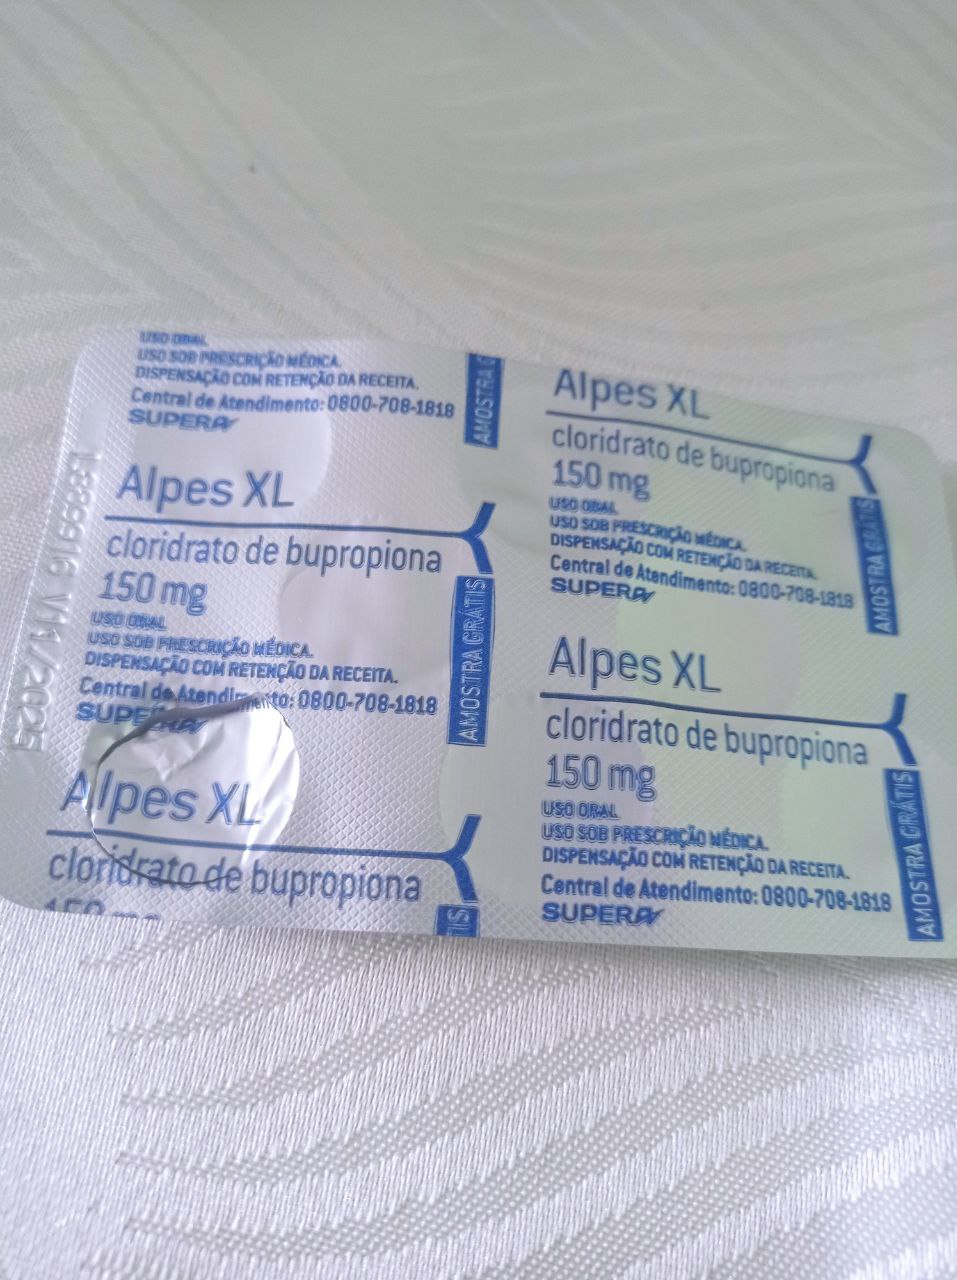 USO ORAL
USO SOB PRESCRIÇÃO MÉDICA.
DISPENSAÇÃO COM RETENÇÃO DA RECEITA.
Central de Atendimento: 0800-708-1818
SUPERA
AMOSTRA G
Alpes XL
cloridrato de bupropiona
150 mg
USO ORAL
USO SOB PRESCRIÇÃO MÉDICA.
DISPENSAÇÃO COM RETENÇÃO DA RECEITA.
Central de Atendimento: 0800-708-1818
SUPERA
AMOSTRA GRÁTIS
Alpes XL
cloridrato de bupropiona
150 mg
TIS
Alpes XL
cloridrato de bupropiona
150 mg
USO ORAL
USO SOB PRESCRIÇÃO MÉDICA.
DISPENSAÇÃO COM RETENÇÃO DA RECEITA.
Central de Atendimento: 0800-708-1818
SUPERA
AMOSTRA GRÁTIS
Alpes XL
cloridrato de bupropiona
150 mg
USO ORAL
USO SOB PRESCRIÇÃO MÉDICA.
DISPENSAÇÃO COM RETENÇÃO DA RECEITA.
Central de Atendimento: 0800-708-1818
SUPERA
AMOSTRA GRÁTIS